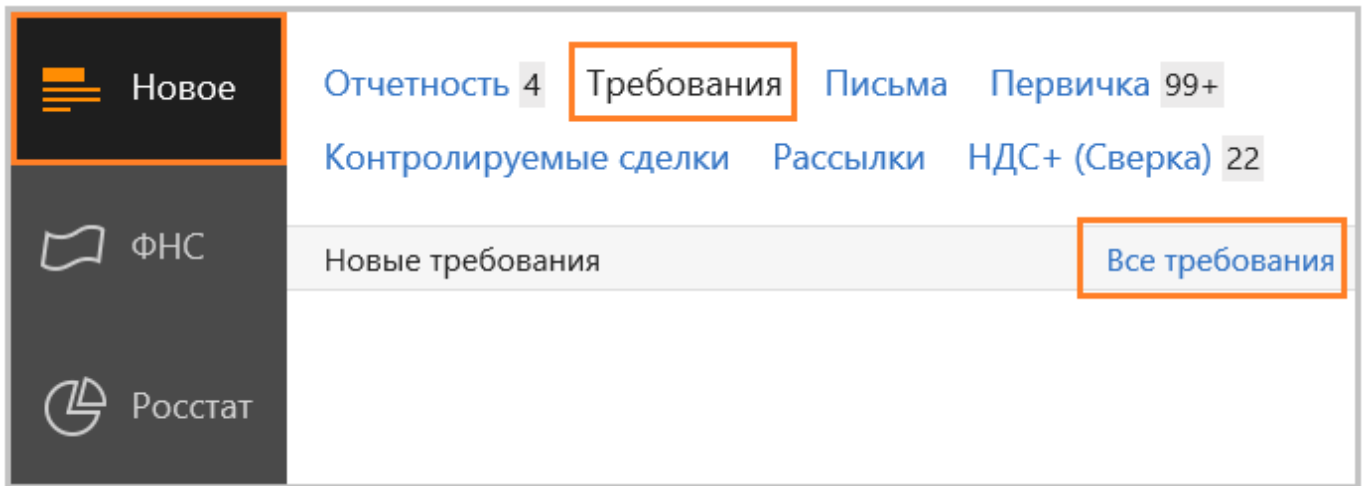 Новое
Отчетность 4 Требования Письма Первичка 99+
Контролируемые сделки Рассылки НДС+ (Сверка) 22
ФНС
Новые требования Все требования
Росстат